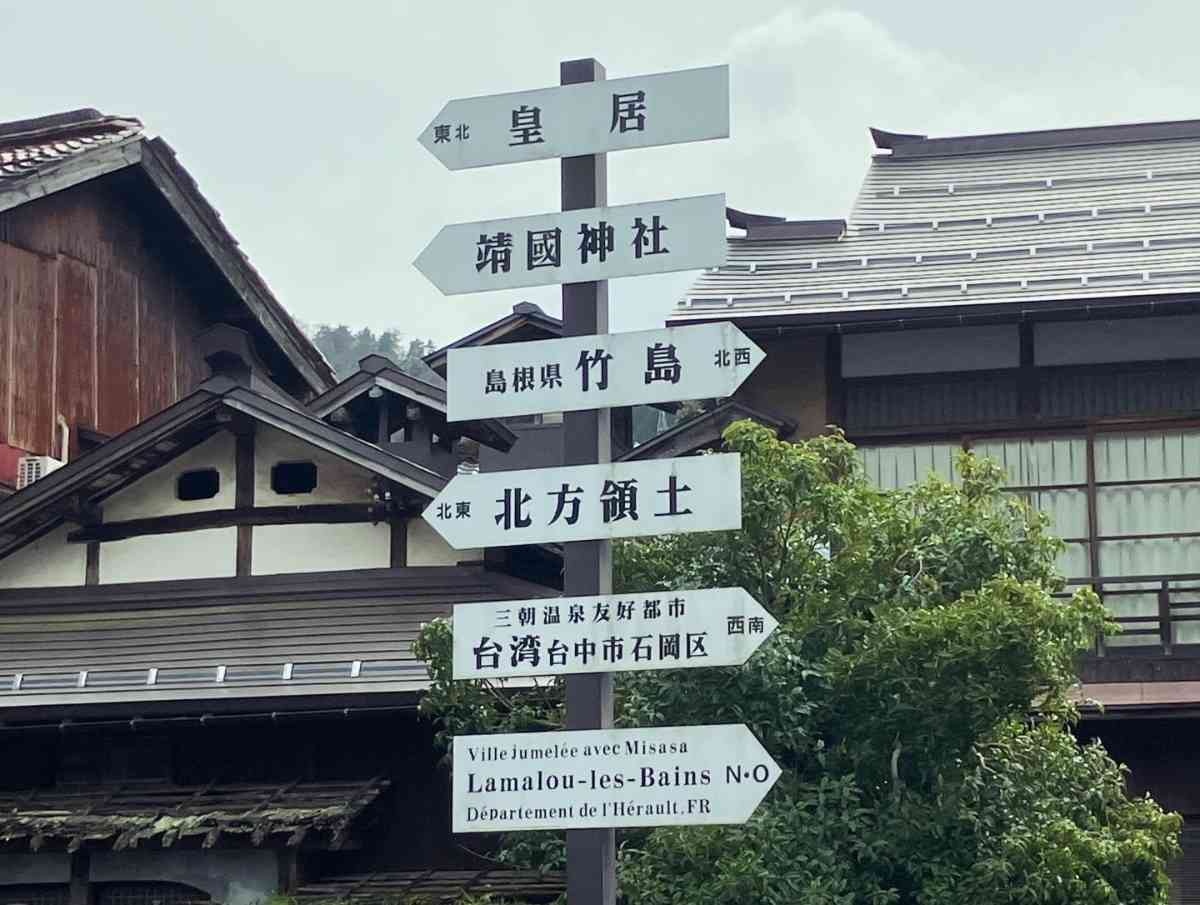 東北 皇居
靖國神社
島根県 竹島 北西
北東 北方領土
三朝温泉友好都市
台湾台中市石岡区 西南
Ville jumelée avec Misasa
Lamalou-les-Bains N・O
Département de l'Hérault.FR